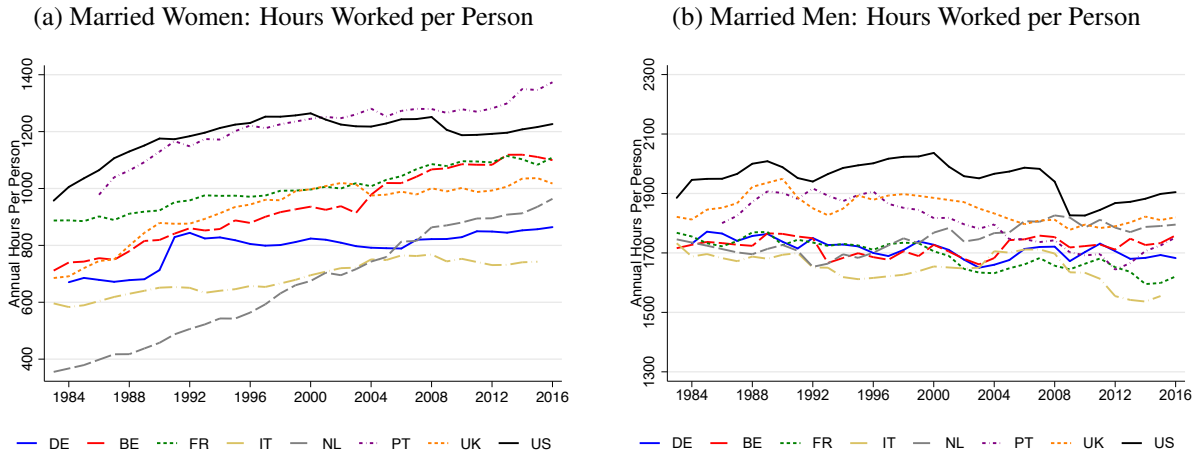 (a) Married Women: Hours Worked per Person
Annual Hours Per Person
1400
1200
1000
800
600
400
1984 1988 1992 1996 2000 2004 2008 2012 2016
DE BE FR IT NL PT UK US
(b) Married Men: Hours Worked per Person
Annual Hours Per Person
2300
2100
1900
1700
1500
1300
1984 1988 1992 1996 2000 2004 2008 2012 2016
DE BE FR IT NL PT UK US